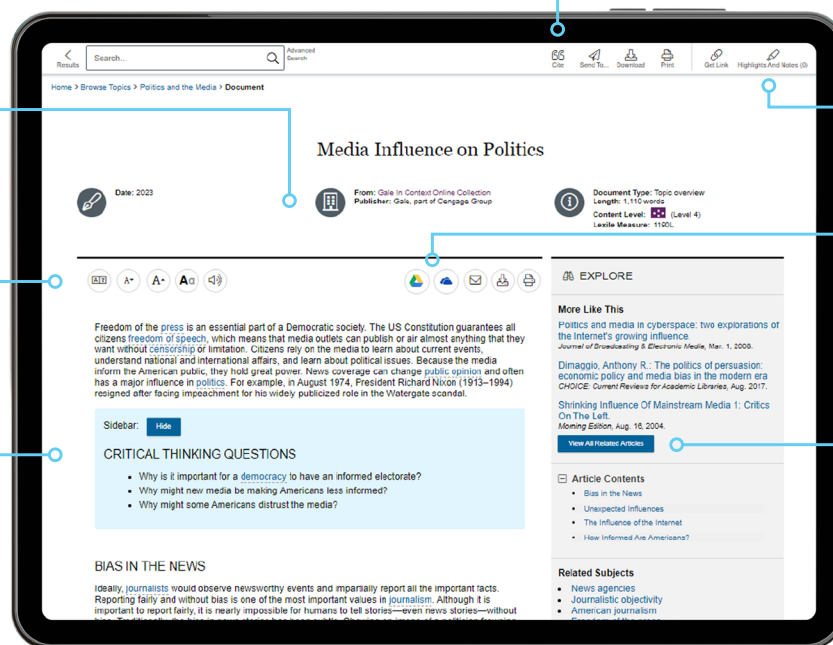 Results
Search...
Advanced
Search
Cite
Send To...
Download
Print
Get Link
Highlights And Notes (0)
Home > Browse Topics > Politics and the Media > Document
Media Influence on Politics
Date: 2023
From: Gale In Context Online Collection
Publisher: Gale, part of Cengage Group
Document Type: Topic overview
Length: 1,110 words
Content Level: (Level 4)
Lexile Measure: 1190L
A-
A+
Aa
EXPLORE
More Like This
Politics and media in cyberspace: two explorations of
the Internet's growing influence.
Journal of Broadcasting & Electronic Media, Mar. 1, 2008.
Dimaggio, Anthony R.: The politics of persuasion:
economic policy and media bias in the modern era
CHOICE: Current Reviews for Academic Libraries, Aug. 2017.
Shrinking Influence Of Mainstream Media 1: Critics
On The Left.
Morning Edition, Aug. 16, 2004.
View All Related Articles
Article Contents
Bias in the News
Unexpected Influences
The Influence of the Internet
How Informed Are Americans?
Related Subjects
News agencies
Journalistic objectivity
American journalism
Freedom of the press
Freedom of the press is an essential part of a Democratic society. The US Constitution guarantees all
citizens freedom of speech, which means that media outlets can publish or air almost anything that they
want without censorship or limitation. Citizens rely on the media to learn about current events,
understand national and international affairs, and learn about political issues. Because the media
inform the American public, they hold great power. News coverage can change public opinion and often
has a major influence in politics. For example, in August 1974, President Richard Nixon (1913–1994)
resigned after facing impeachment for his widely publicized role in the Watergate scandal.
Sidebar: Hide
CRITICAL THINKING QUESTIONS
Why is it important for a democracy to have an informed electorate?
Why might new media be making Americans less informed?
Why might some Americans distrust the media?
BIAS IN THE NEWS
Ideally, journalists would observe newsworthy events and impartially report all the important facts.
Reporting fairly and without bias is one of the most important values in journalism. Although it is
important to report fairly, it is nearly impossible for humans to tell stories—even news stories—without